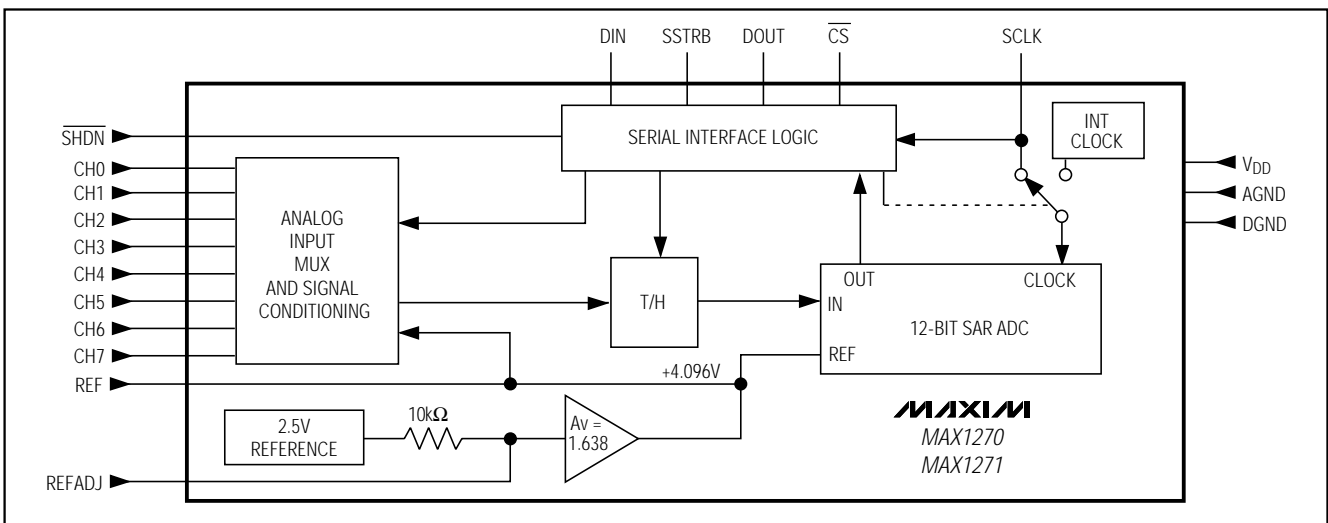 DIN SSTRB DOUT C̅S̅ SCLK
S̅H̅D̅N̅
SERIAL INTERFACE LOGIC
INT
CLOCK
CH0
CH1
CH2
CH3
CH4
CH5
CH6
CH7
REF
REFADJ
ANALOG
INPUT
MUX
AND SIGNAL
CONDITIONING
VDD
AGND
DGND
T/H
OUT CLOCK
IN
12-BIT SAR ADC
REF
+4.096V
2.5V
REFERENCE
10kΩ
Av =
1.638
MAXIM
MAX1270
MAX1271